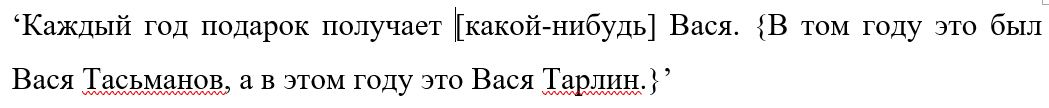 ‘Каждый год подарок получает [какой-нибудь] Вася. {В том году это был
Вася Тасьманов, а в этом году это Вася Тарлин.}’